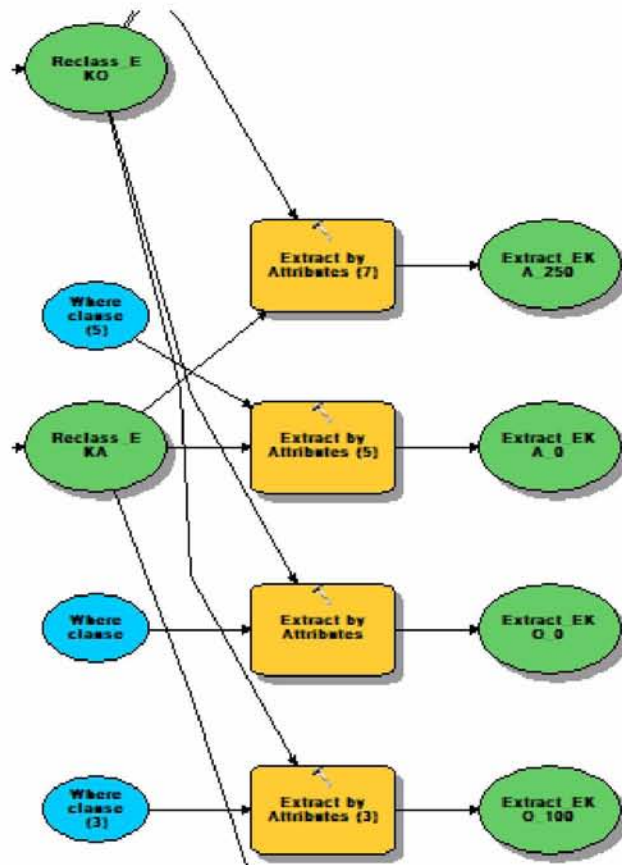 Reclass_E
KO
Extract by
Attributes (7)
Extract_EK
A_250
Where
clause
(5)
Reclass_E
KA
Extract by
Attributes (5)
Extract_EK
A_0
Where
clause
Extract by
Attributes
Extract_EK
O_0
Where
clause
(3)
Extract by
Attributes (3)
Extract_EK
O_100